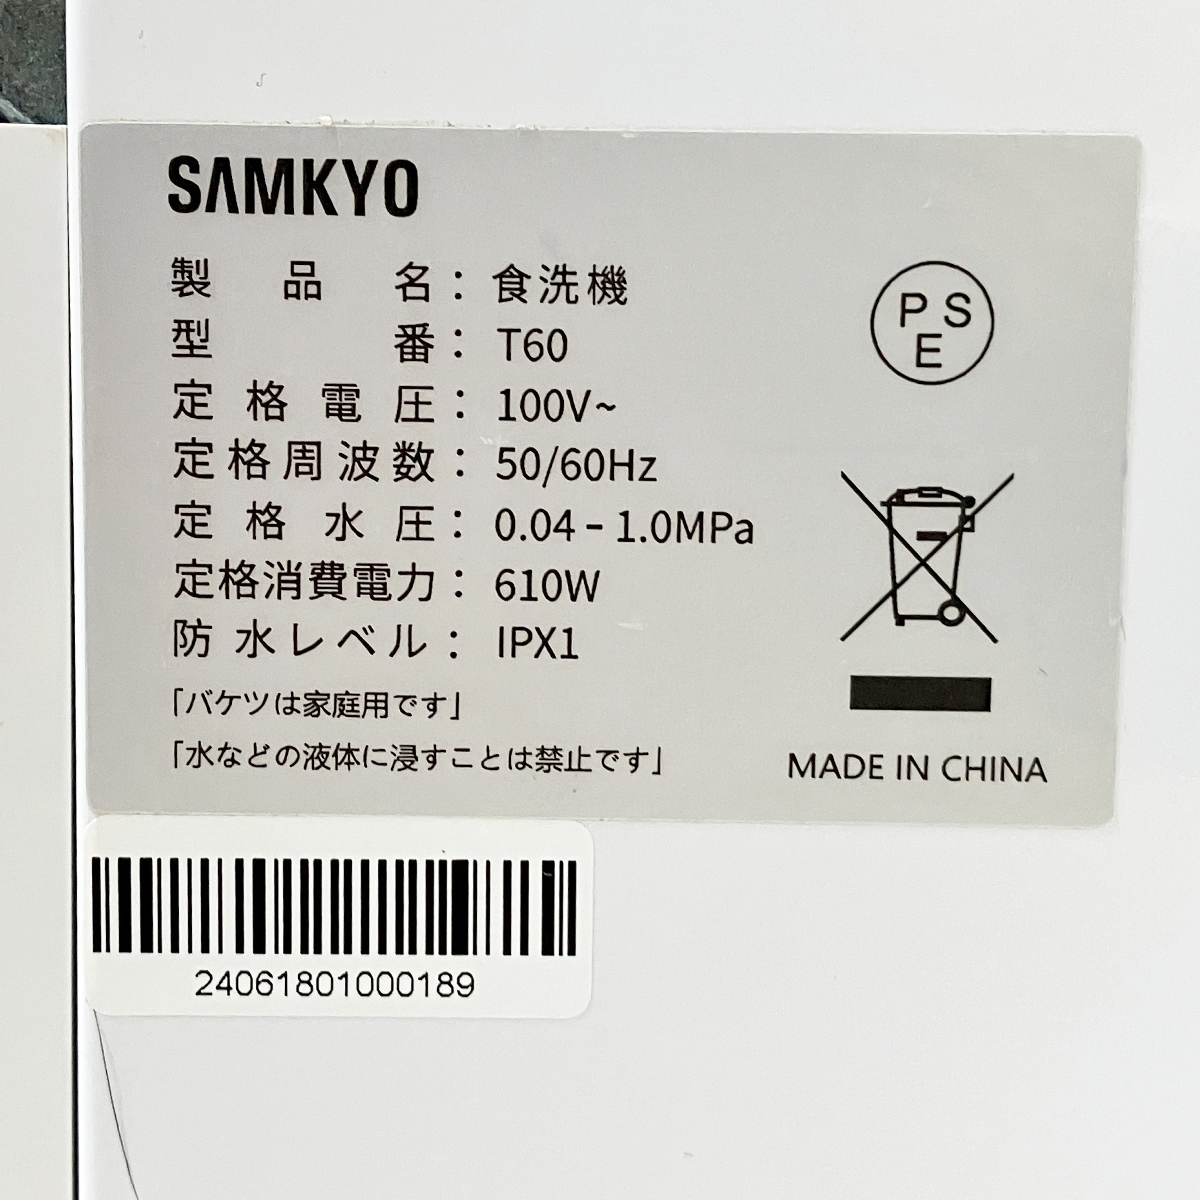 SAMKYO
製品名：食洗機
型番：T60
定格電圧：100V~
定格周波数：50/60Hz
定格水圧：0.04-1.0MPa
定格消費電力：610W
防水レベル：IPX1
「バケツは家庭用です」
「水などの液体に浸すことは禁止です」
PSE
MADE IN CHINA
24061801000189